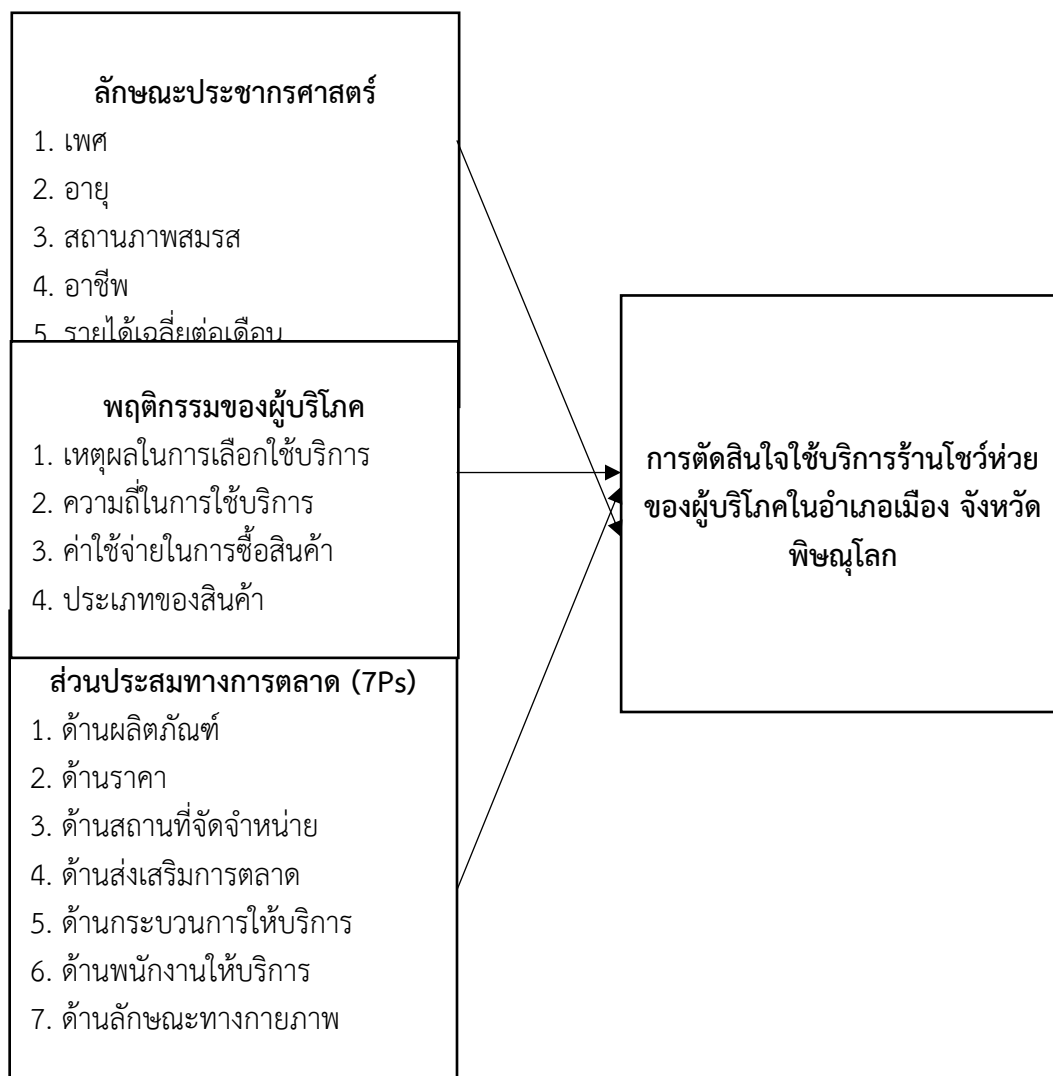 ลักษณะประชากรศาสตร์
1. เพศ
2. อายุ
3. สถานภาพสมรส
4. อาชีพ
5. รายได้เฉลี่ยต่อเดือน
พฤติกรรมของผู้บริโภค
1. เหตุผลในการเลือกใช้บริการ
2. ความถี่ในการใช้บริการ
3. ค่าใช้จ่ายในการซื้อสินค้า
4. ประเภทของสินค้า
ส่วนประสมทางการตลาด (7Ps)
1. ด้านผลิตภัณฑ์
2. ด้านราคา
3. ด้านสถานที่จัดจำหน่าย
4. ด้านส่งเสริมการตลาด
5. ด้านกระบวนการให้บริการ
6. ด้านพนักงานให้บริการ
7. ด้านลักษณะทางกายภาพ
การตัดสินใจใช้บริการร้านโชว์ห่วย
ของผู้บริโภคในอำเภอเมือง จังหวัด
พิษณุโลก